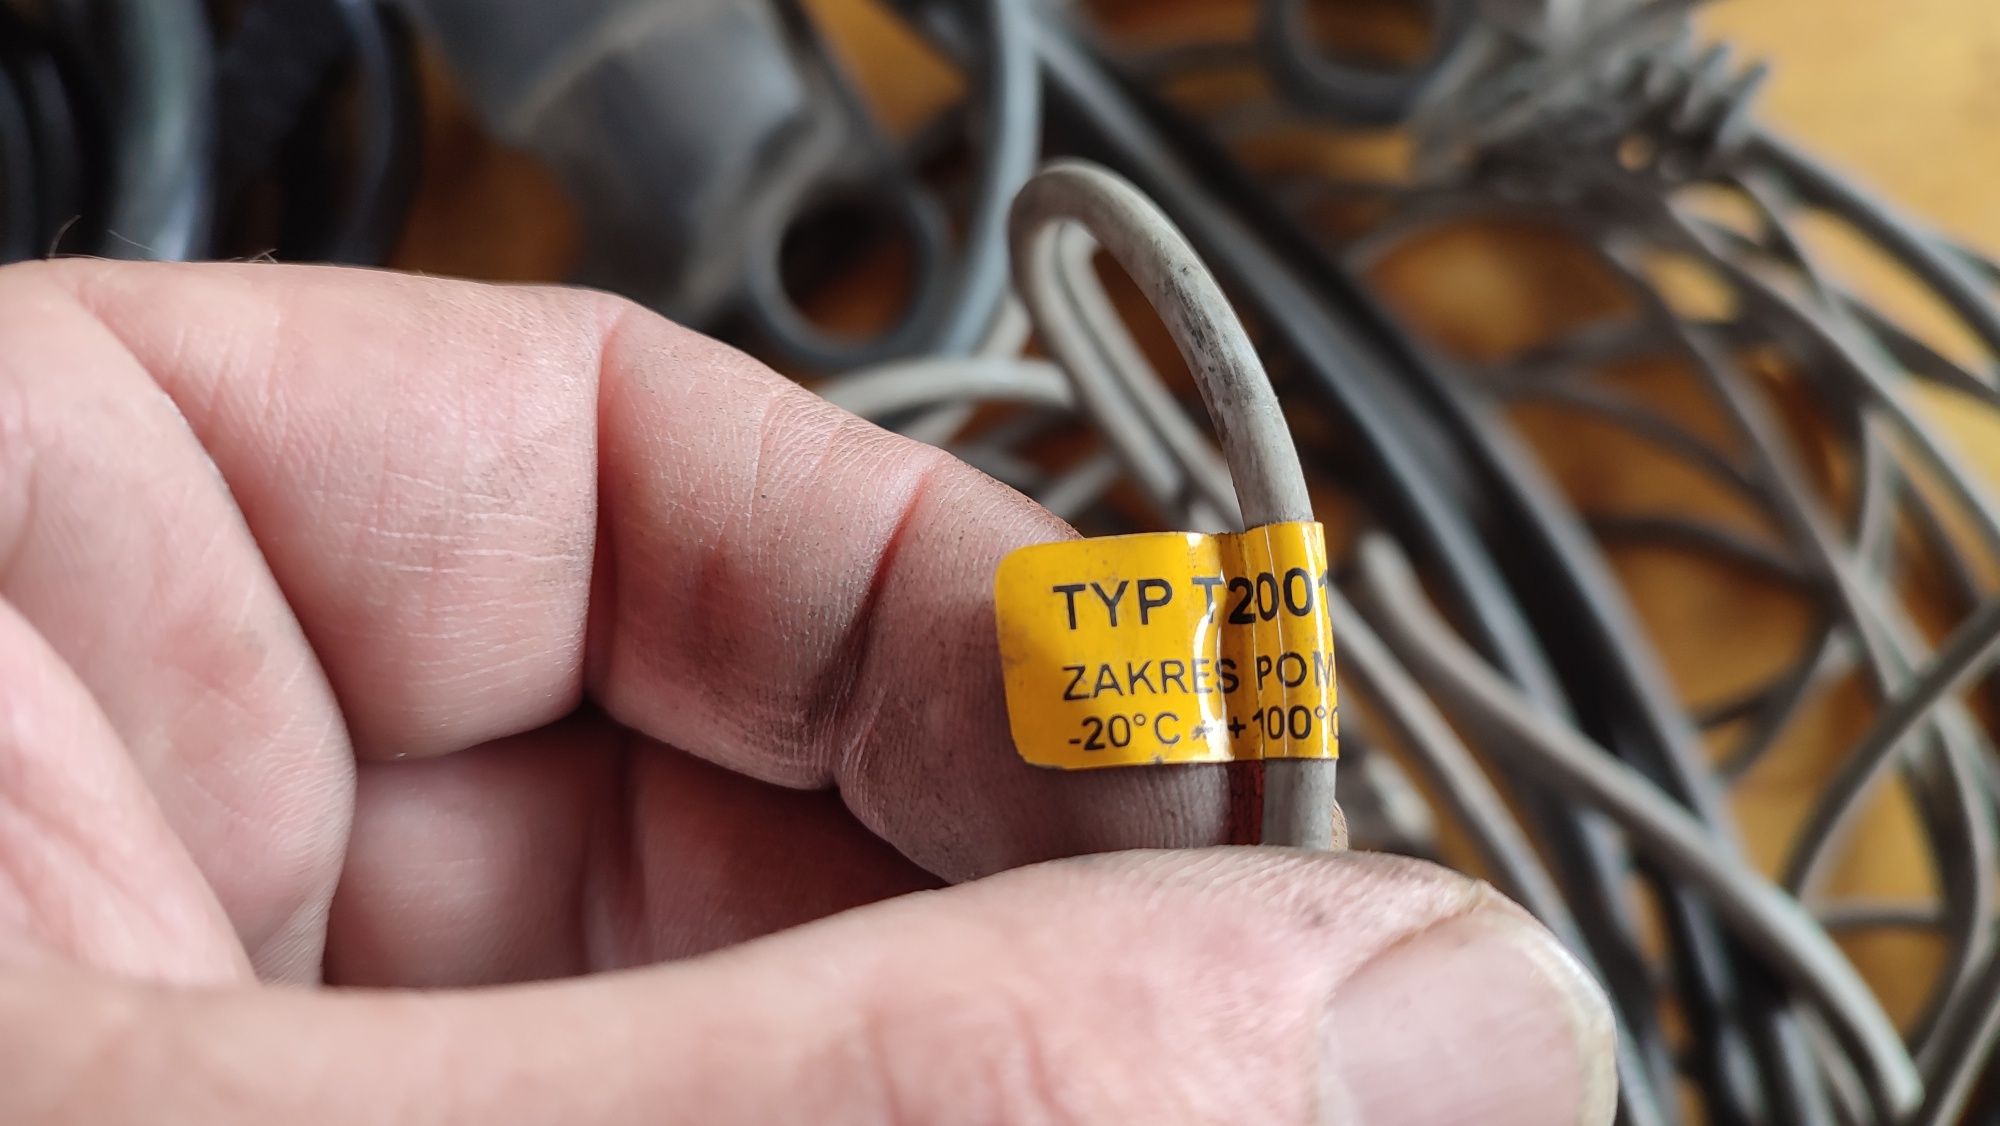 TYP T2001
ZAKRES POM
-20°C ÷ +100°C